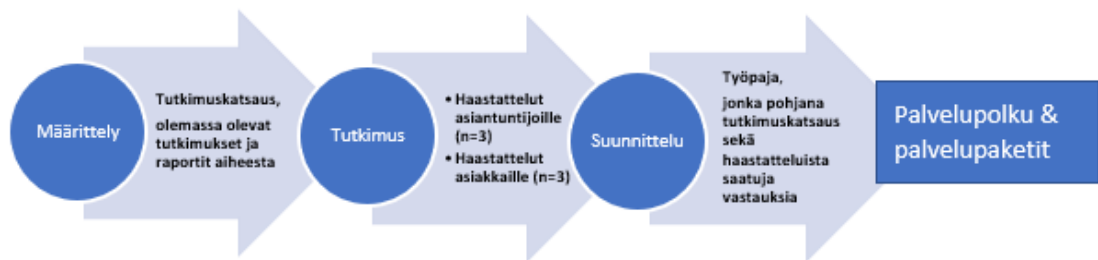 Määrittely
Tutkimuskatsaus,
olemassa olevat
tutkimukset ja
raportit aiheesta
Tutkimus
• Haastattelut
asiantuntijoille
(n=3)
• Haastattelut
asiakkaille (n=3)
Suunnittelu
Työpaja,
jonka pohjana
tutkimuskatsaus
sekä
haastatteluista
saatuja
vastauksia
Palvelupolku &
palvelupaketit